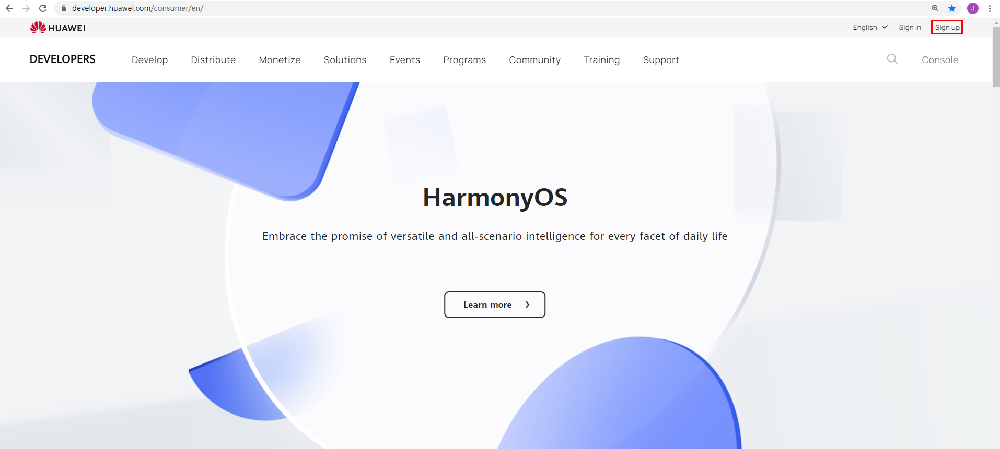 developer.huawei.com/consumer/en/
J
HUAWEI
English Sign in Sign up
DEVELOPERS Develop Distribute Monetize Solutions Events Programs Community Training Support Console
HarmonyOS
Embrace the promise of versatile and all-scenario intelligence for every facet of daily life
Learn more